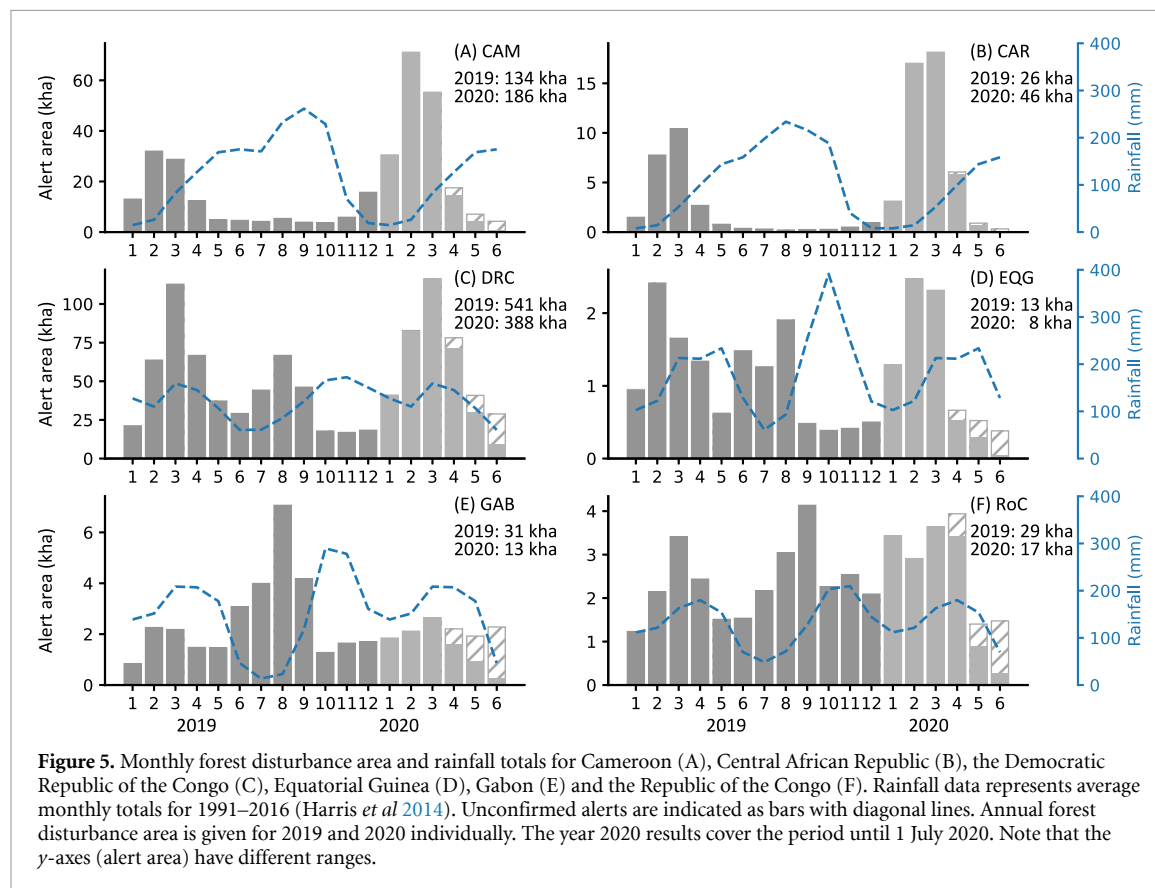 (A) CAM
2019: 134 kha
2020: 186 kha
Alert area (kha)
60
40
20
0
1 2 3 4 5 6 7 8 9 10 11 12 1 2 3 4 5 6
(B) CAR
2019: 26 kha
2020: 46 kha
15
10
5
0
1 2 3 4 5 6 7 8 9 10 11 12 1 2 3 4 5 6
400
300
200
100
0
Rainfall (mm)
(C) DRC
2019: 541 kha
2020: 388 kha
Alert area (kha)
100
75
50
25
0
1 2 3 4 5 6 7 8 9 10 11 12 1 2 3 4 5 6
(D) EQG
2019: 13 kha
2020: 8 kha
2
1
0
1 2 3 4 5 6 7 8 9 10 11 12 1 2 3 4 5 6
400
300
200
100
0
Rainfall (mm)
(E) GAB
2019: 31 kha
2020: 13 kha
Alert area (kha)
6
4
2
0
1 2 3 4 5 6 7 8 9 10 11 12 1 2 3 4 5 6
2019 2020
(F) RoC
2019: 29 kha
2020: 17 kha
4
3
2
1
0
1 2 3 4 5 6 7 8 9 10 11 12 1 2 3 4 5 6
2019 2020
400
300
200
100
0
Rainfall (mm)
Figure 5. Monthly forest disturbance area and rainfall totals for Cameroon (A), Central African Republic (B), the Democratic
Republic of the Congo (C), Equatorial Guinea (D), Gabon (E) and the Republic of the Congo (F). Rainfall data represents average
monthly totals for 1991–2016 (Harris et al 2014). Unconfirmed alerts are indicated as bars with diagonal lines. Annual forest
disturbance area is given for 2019 and 2020 individually. The year 2020 results cover the period until 1 July 2020. Note that the
y-axes (alert area) have different ranges.